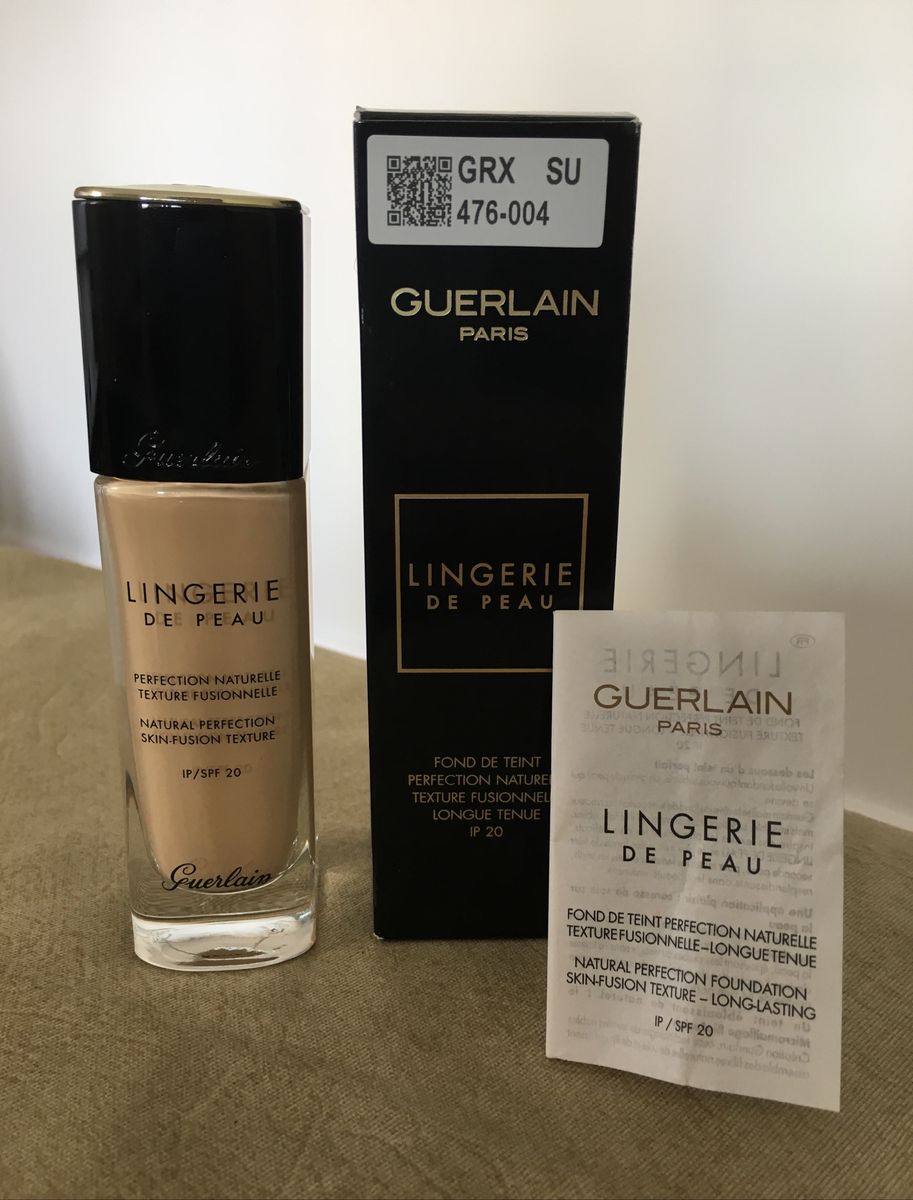 Guerlain
LINGERIE
DE PEAU
PERFECTION NATURELLE
TEXTURE FUSIONNELLE
NATURAL PERFECTION
SKIN-FUSION TEXTURE
IP/SPF 20
Guerlain
GRX SU
476-004
GUERLAIN
PARIS
LINGERIE
DE PEAU
FOND DE TEINT
PERFECTION
TEXTURE
LONGUE TENUE
IP 20
GUERLAIN
PARIS
LINGERIE
DE PEAU
FOND DE TEINT PERFECTION NATURELLE
TEXTURE FUSIONNELLE–LONGUE TENUE
NATURAL PERFECTION FOUNDATION
SKIN-FUSION TEXTURE – LONG-LASTING
IP / SPF 20